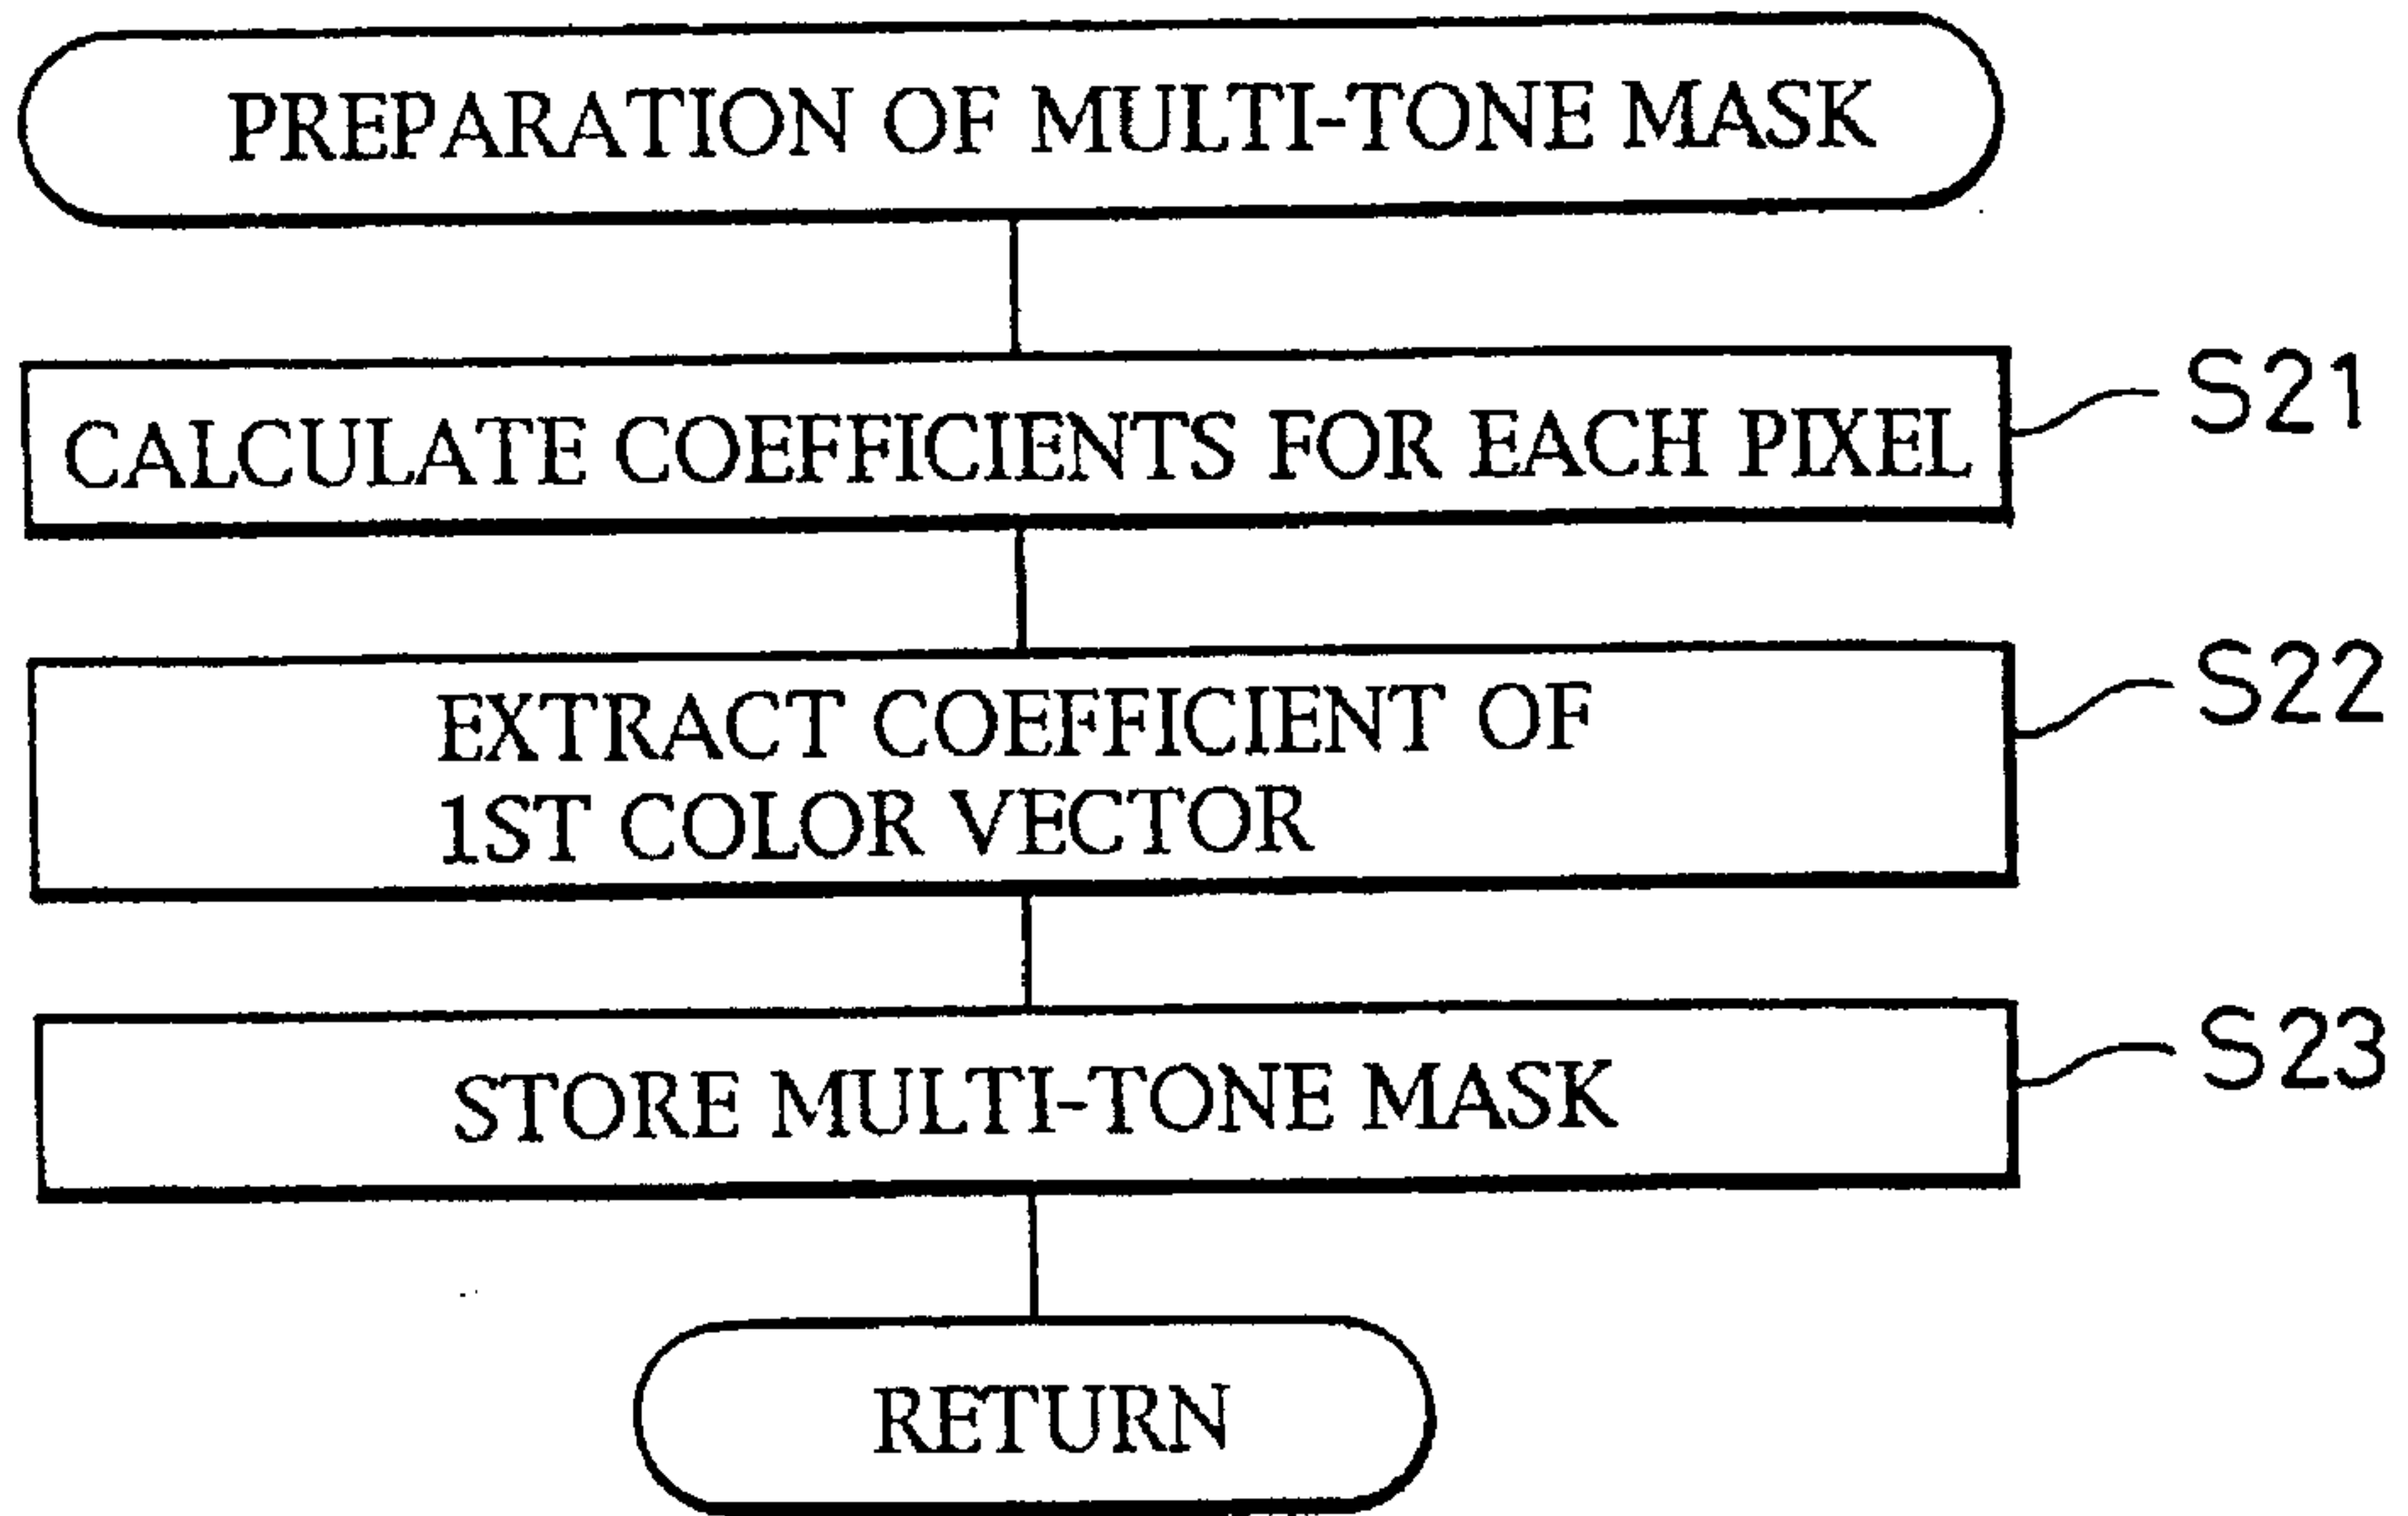 PREPARATION OF MULTI-TONE MASK
CALCULATE COEFFICIENTS FOR EACH PIXEL
S21
EXTRACT COEFFICIENT OF
1ST COLOR VECTOR
S22
STORE MULTI-TONE MASK
S23
RETURN